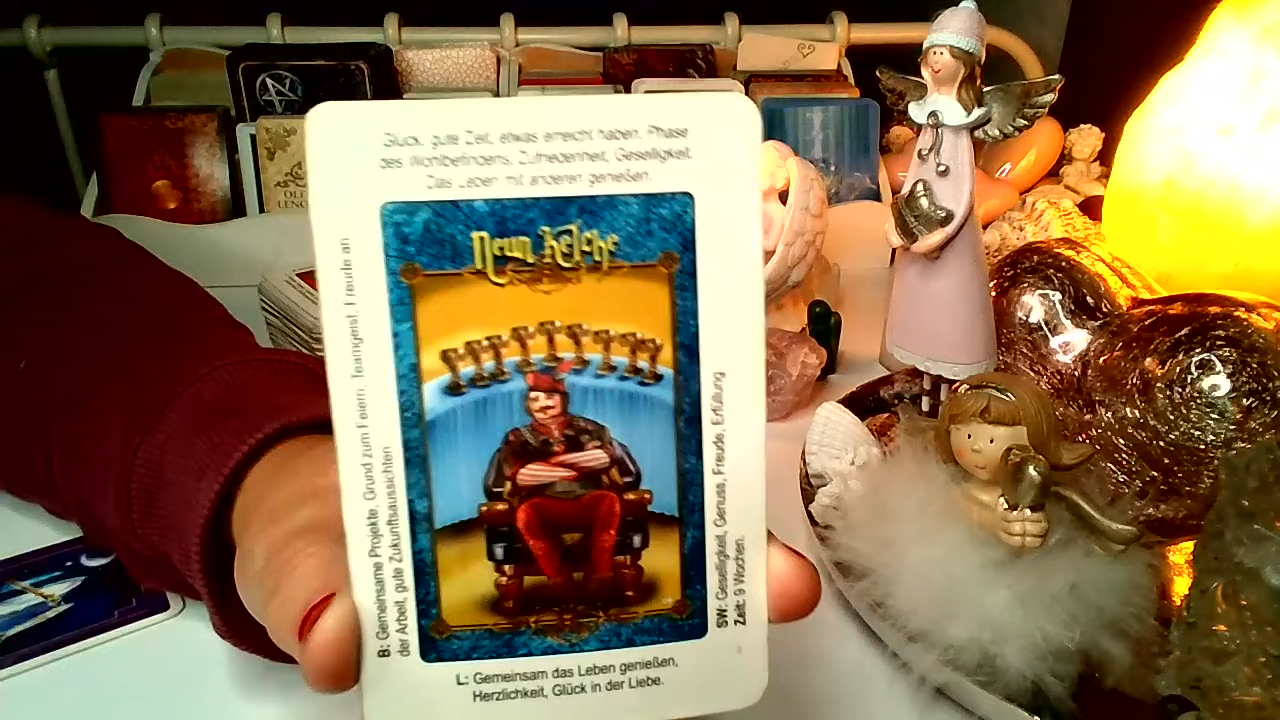 Glück, gute Zeit, etwas erreicht haben. Phase
des Wohlbefindens, Zufriedenheit, Geselligkeit.
Das Leben mit anderen genießen.
Neun Kelche
B: Gemeinsame Projekte, Grund zum Feiern, Teamgeist, Freude an
der Arbeit, gute Zukunftsaussichten
SW: Geselligkeit, Genuss, Freude, Erfüllung
Zeit: 9 Wochen.
L: Gemeinsam das Leben genießen,
Herzlichkeit, Glück in der Liebe.